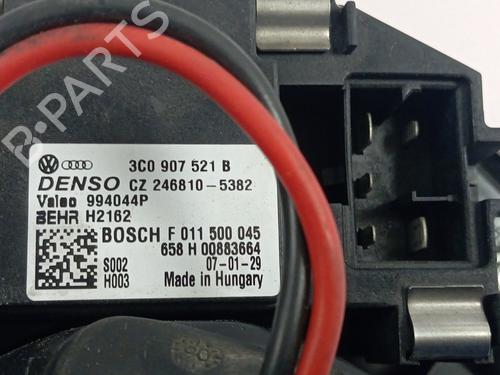 B-PARTS
3C0 907 521 B
DENSO CZ 246810-5382
Valeo 994044P
BEHR H2162
BOSCH F 011 500 045
658 H 00883664
S002 07-01-29
H003 Made in Hungary